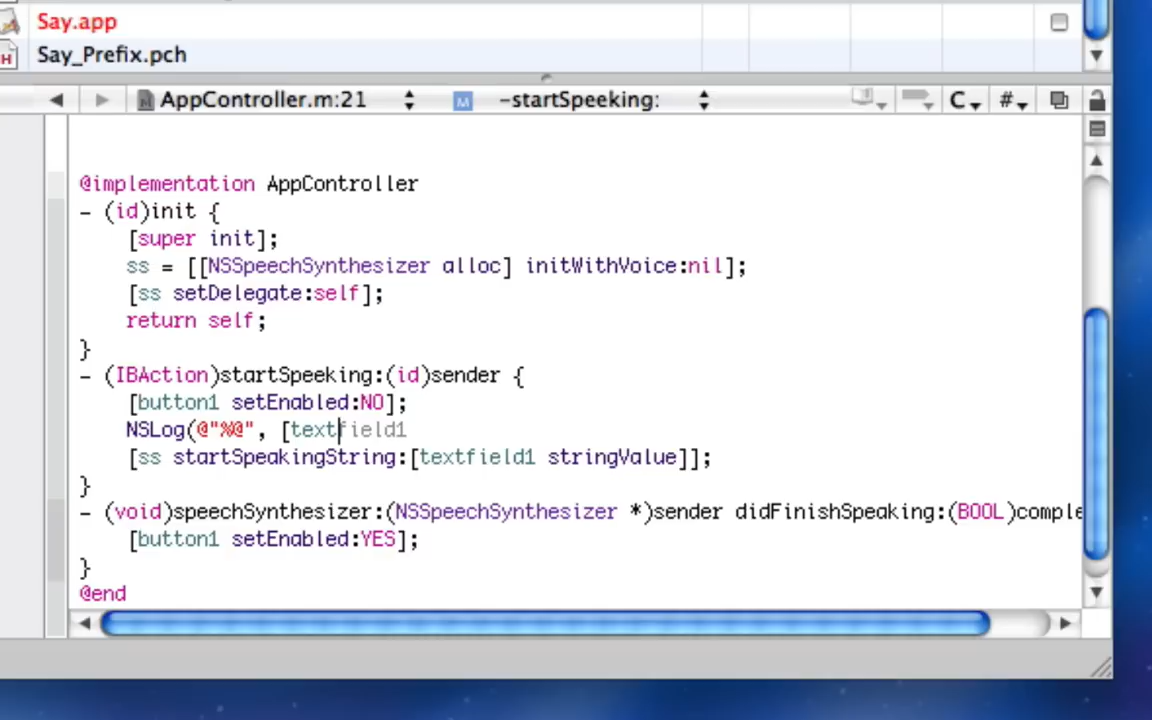 Say.app
Say_Prefix.pch
AppController.m:21 M -startSpeeking: C #
@implementation AppController
- (id)init {
[super init];
ss = [[NSSpeechSynthesizer alloc] initWithVoice:nil];
[ss setDelegate:self];
return self;
}
- (IBAction)startSpeeking:(id)sender {
[button1 setEnabled:NO];
NSLog(@"%@", [textfield1
[ss startSpeakingString:[textfield1 stringValue]];
}
- (void)speechSynthesizer:(NSSpeechSynthesizer *)sender didFinishSpeaking:(BOOL)comple
[button1 setEnabled:YES];
}
@end